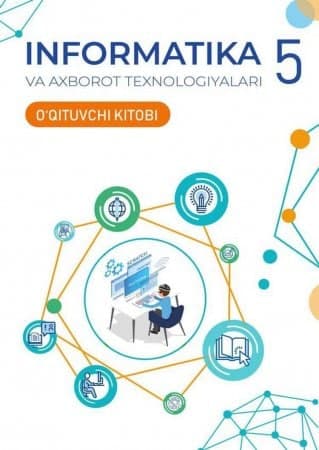 INFORMATIKA 5
VA AXBOROT TEXNOLOGIYALARI
O'QITUVCHI KITOBI